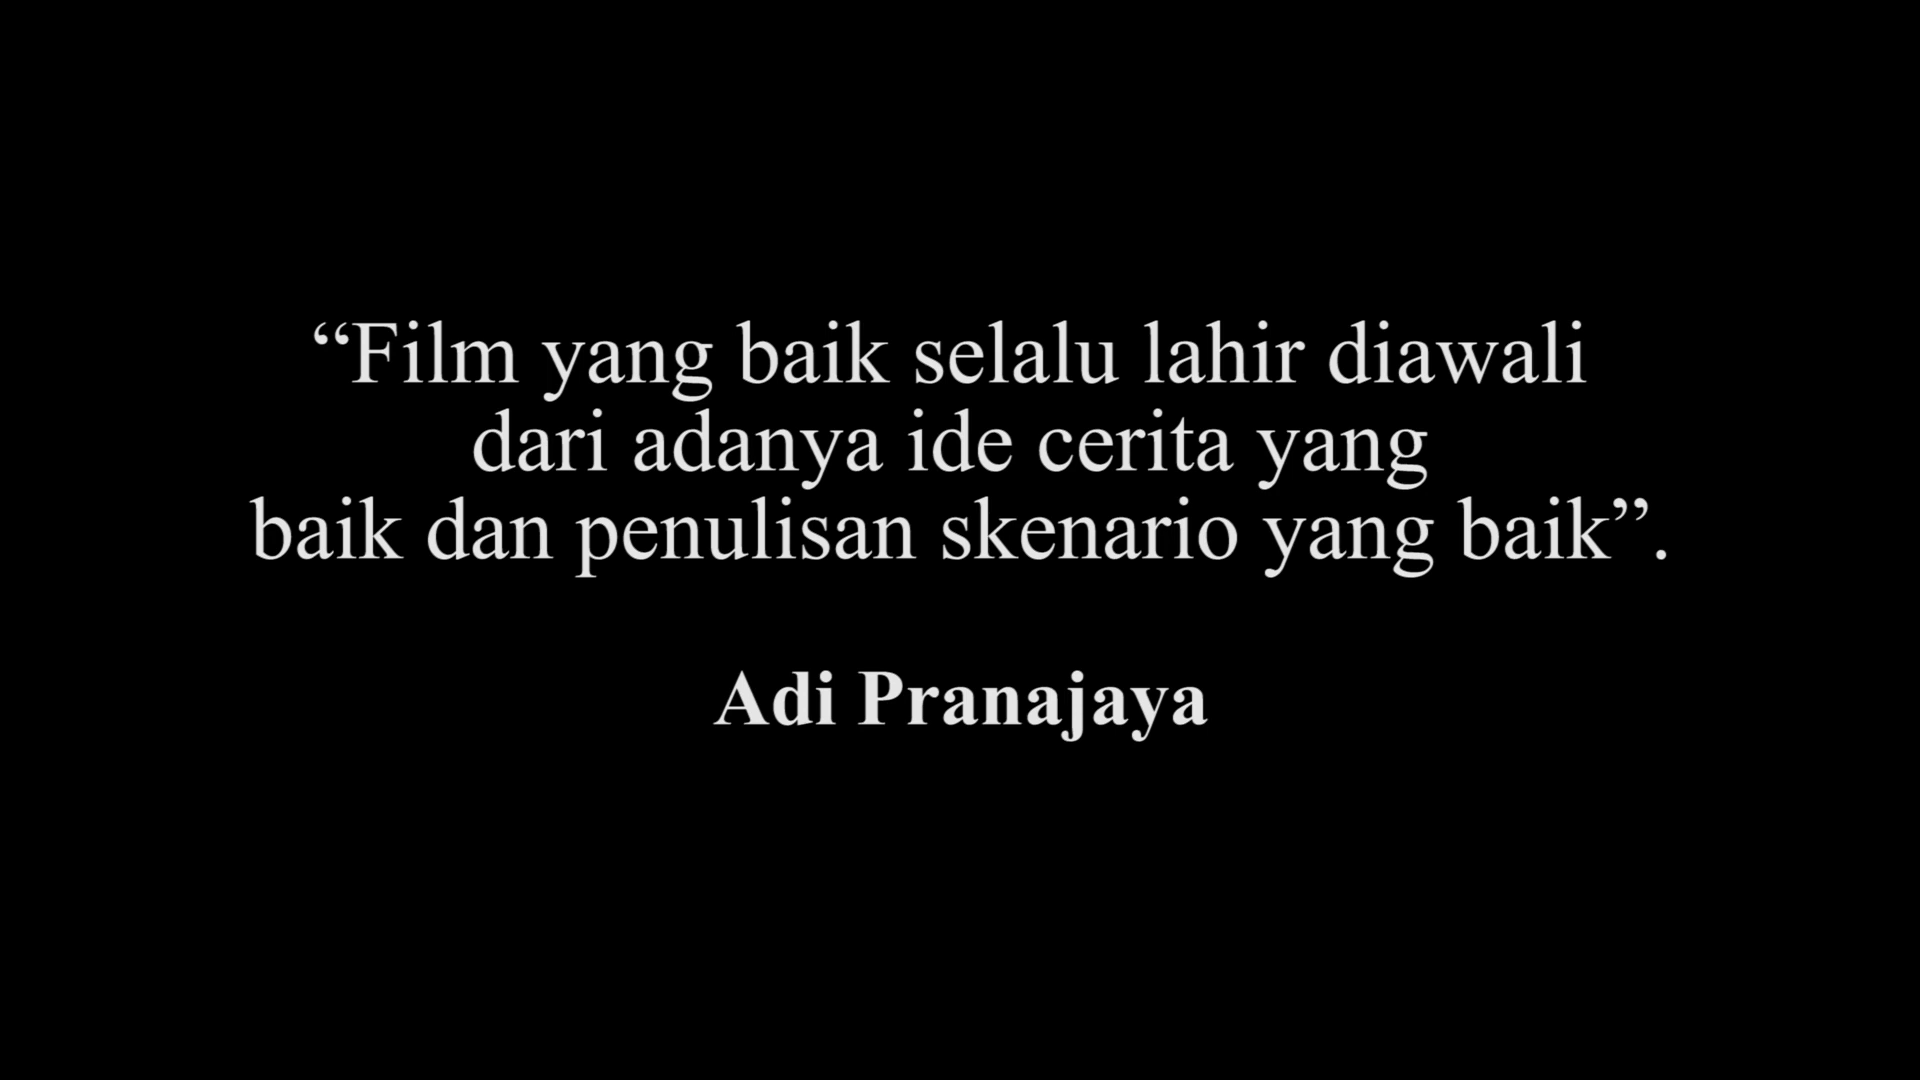 “Film yang baik selalu lahir diawali
dari adanya ide cerita yang
baik dan penulisan skenario yang baik”.
Adi Pranajaya